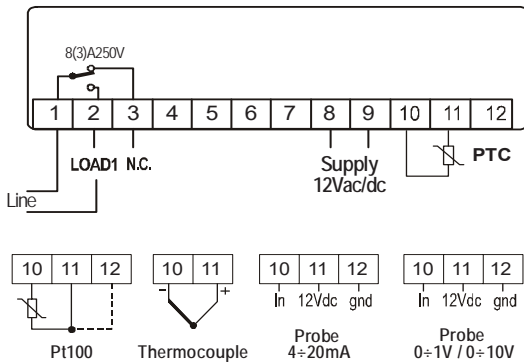 8(3)A250V
1 2 3 4 5 6 7 8 9 10 11 12
LOAD1 N.C. Supply 12Vac/dc PTC
Line
10 11 12 10 11 10 11 12 10 11 12
- + In 12Vdc gnd In 12Vdc gnd
Pt100 Thermocouple Probe 4÷20mA Probe 0÷1V / 0÷10V